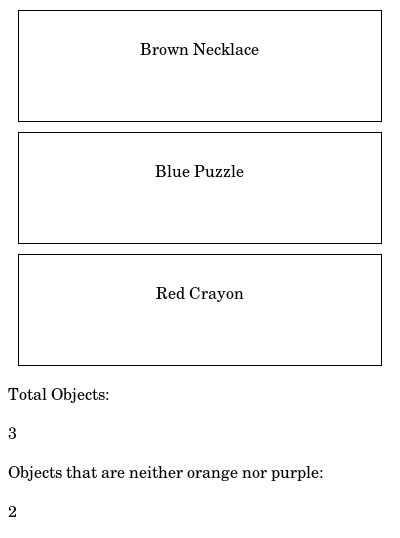 Brown Necklace
Blue Puzzle
Red Crayon
Total Objects:
3
Objects that are neither orange nor purple:
2